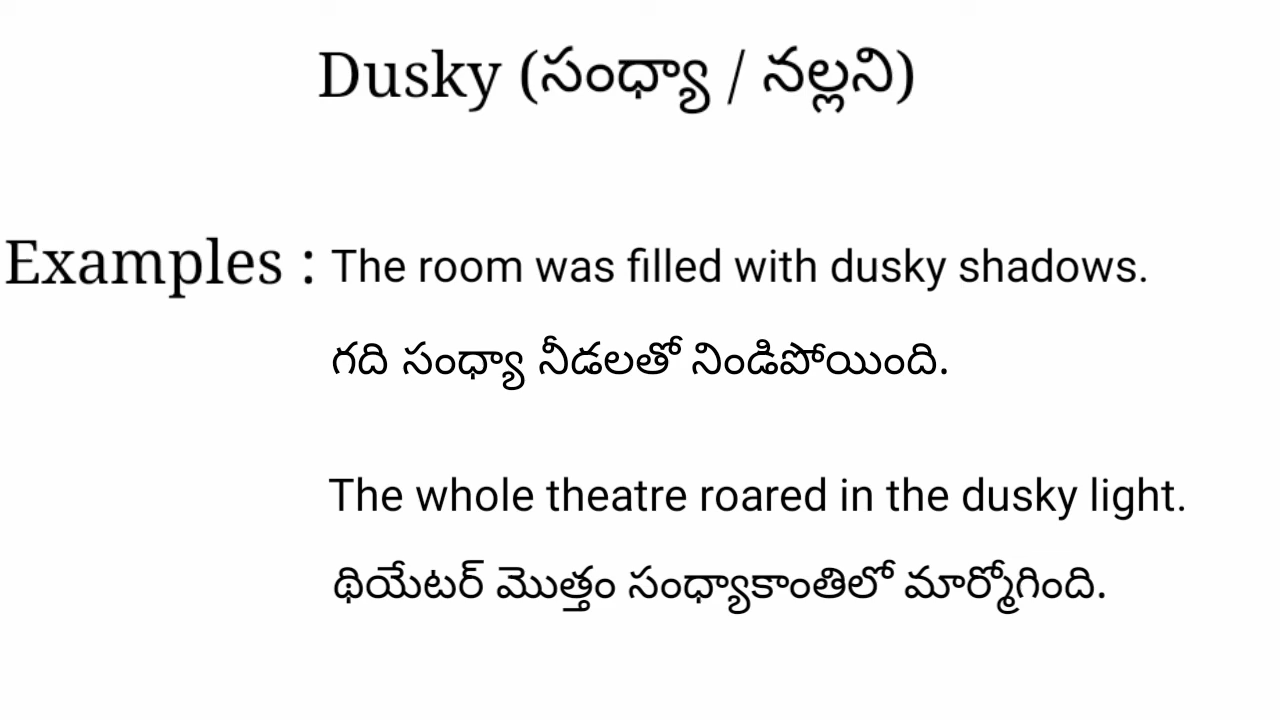 Dusky (సంధ్యా / నల్లని)
Examples : The room was filled with dusky shadows.
గది సంధ్యా నీడలతో నిండిపోయింది.
The whole theatre roared in the dusky light.
థియేటర్ మొత్తం సంధ్యాకాంతిలో మార్మోగింది.